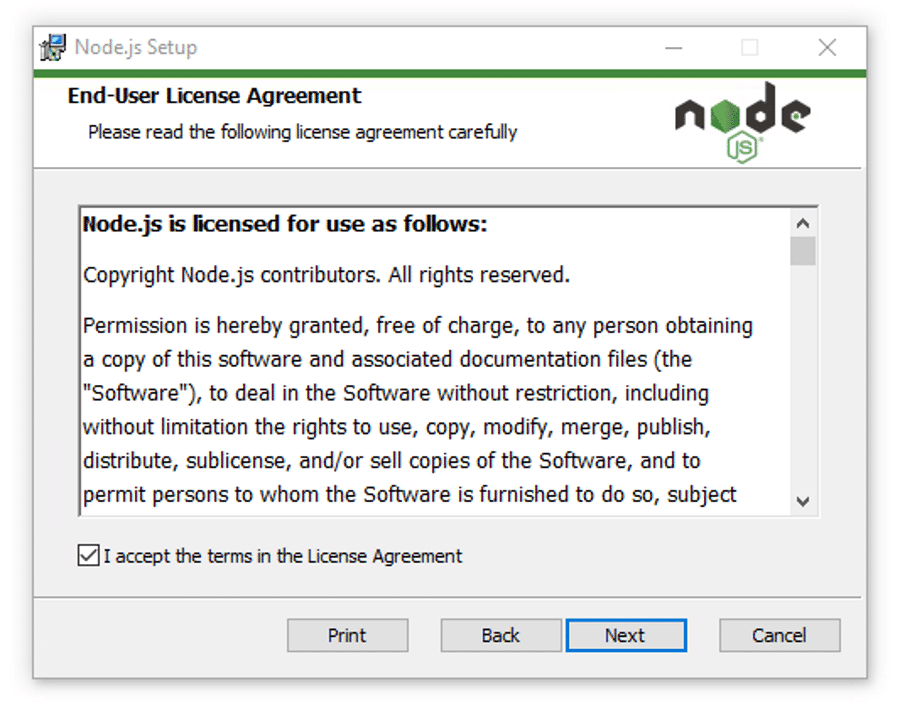 Node.js Setup
End-User License Agreement
Please read the following license agreement carefully
node
JS
Node.js is licensed for use as follows:
Copyright Node.js contributors. All rights reserved.
Permission is hereby granted, free of charge, to any person obtaining
a copy of this software and associated documentation files (the
"Software"), to deal in the Software without restriction, including
without limitation the rights to use, copy, modify, merge, publish,
distribute, sublicense, and/or sell copies of the Software, and to
permit persons to whom the Software is furnished to do so, subject
I accept the terms in the License Agreement
Print Back Next Cancel